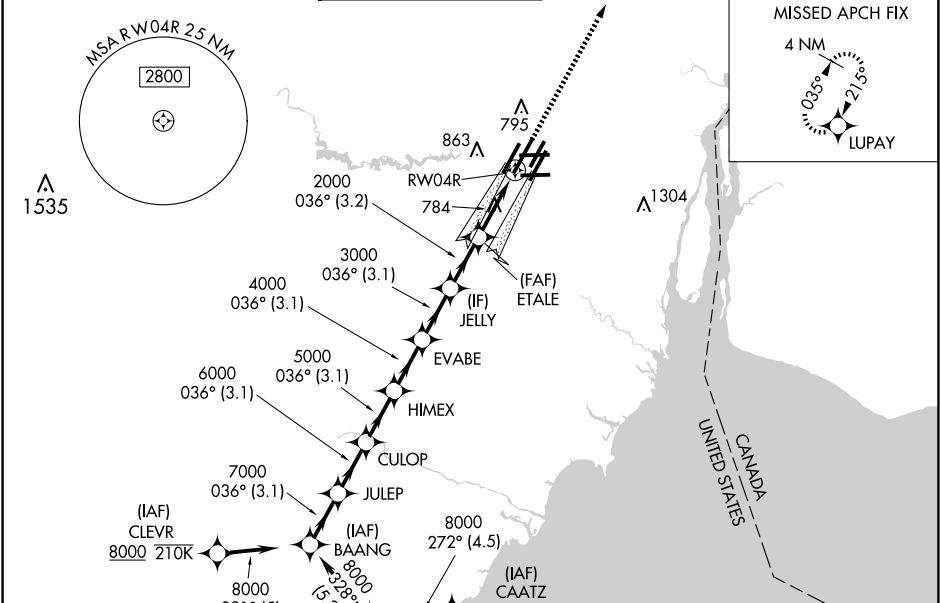 MSA RW04R 25 NM
2800
1535
863
795
RW04R
784
1304
MISSED APCH FIX
4 NM
035°
215°
LUPAY
2000
036° (3.2)
3000
036° (3.1)
4000
036° (3.1)
5000
036° (3.1)
6000
036° (3.1)
7000
036° (3.1)
(FAF)
ETALE
(IF)
JELLY
EVABE
HIMEX
CULOP
JULEP
(IAF)
BAANG
(IAF)
CLEVR
8000 210K
8000
8000
328°
8000
272° (4.5)
(IAF)
CAATZ
CANADA
UNITED STATES